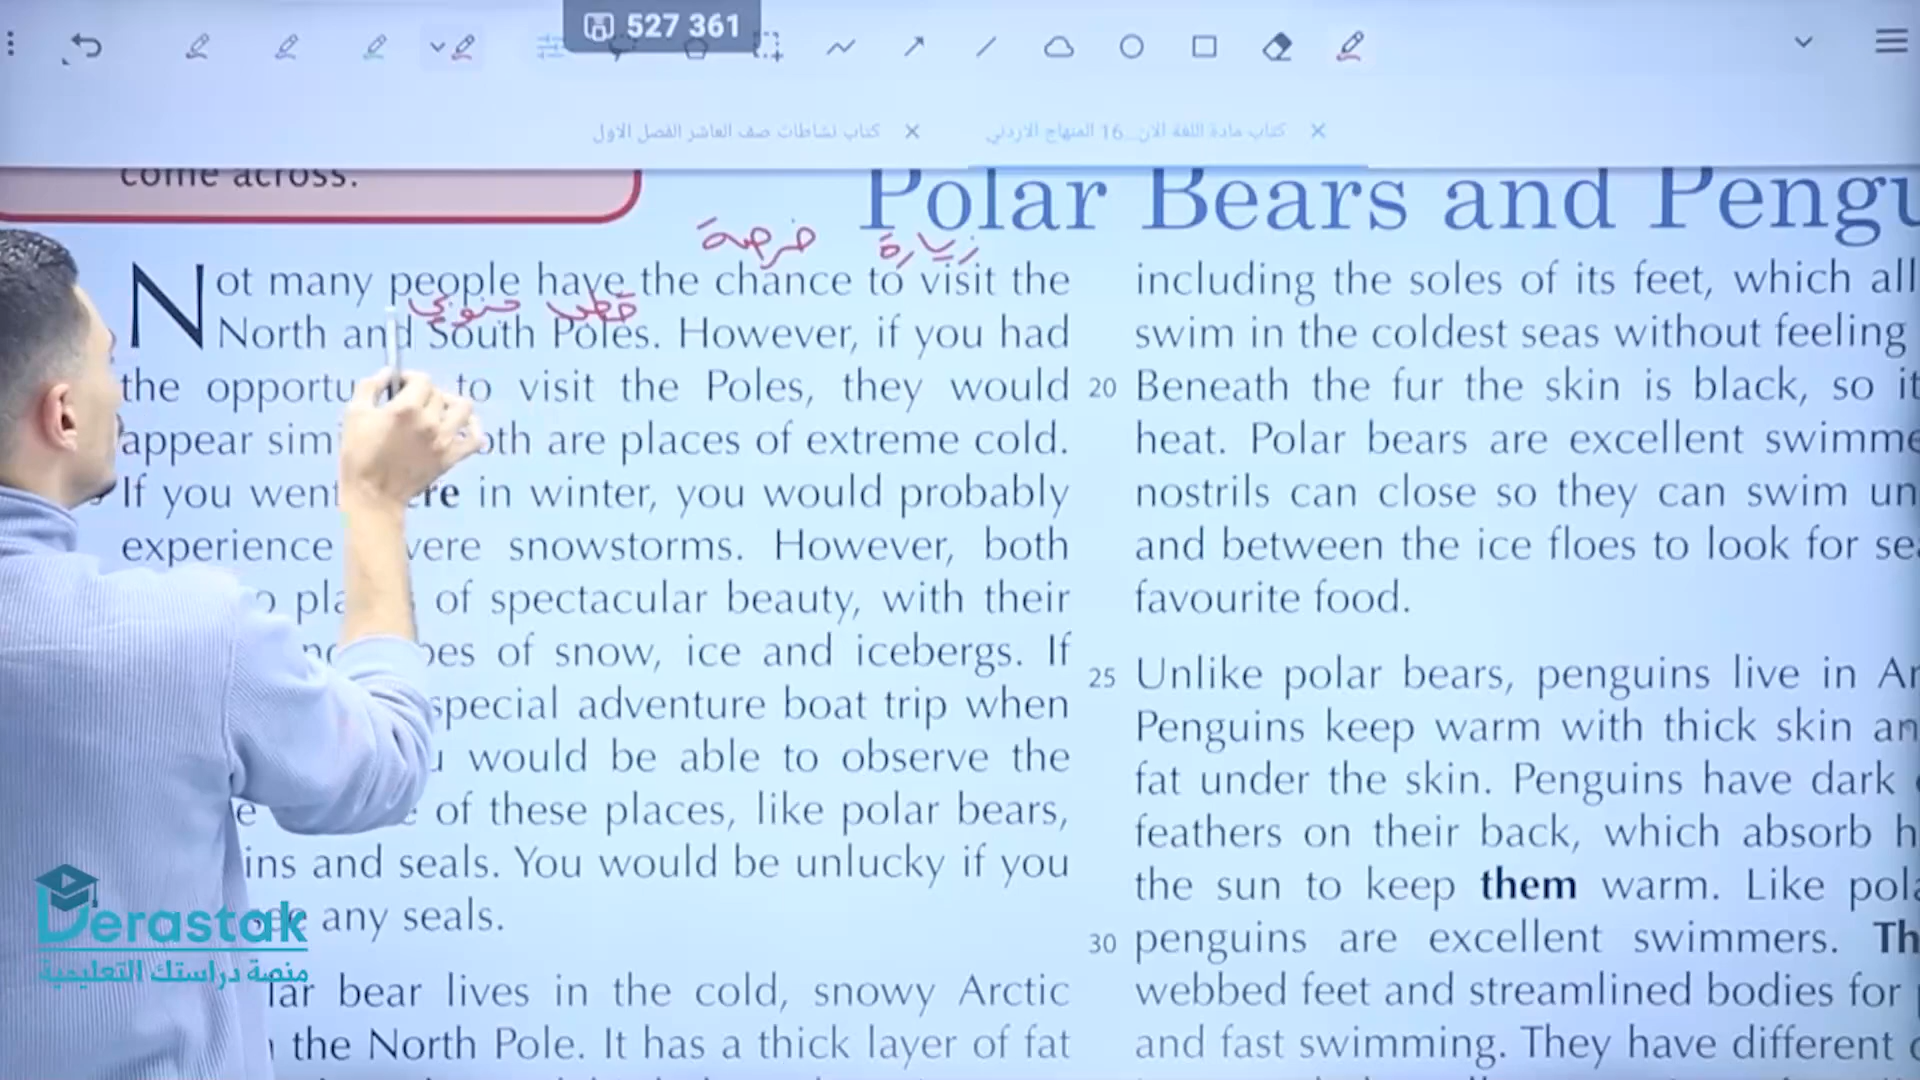 527 361
كتاب نشاطات صف العاشر الفصل الاول
كتاب مادة اللغة الان...16 المنهاج الاردني
come across.
Polar Bears and Pengu
فرصة زيارة
Not many people have the chance to visit the
جنوبي قطب
North and South Poles. However, if you had
the opportu to visit the Poles, they would
appear simi oth are places of extreme cold.
If you went re in winter, you would probably
experience vere snowstorms. However, both
o pla of spectacular beauty, with their
pes of snow, ice and icebergs. If
special adventure boat trip when
u would be able to observe the
e of these places, like polar bears,
ins and seals. You would be unlucky if you
see any seals.
lar bear lives in the cold, snowy Arctic
the North Pole. It has a thick layer of fat
including the soles of its feet, which all
swim in the coldest seas without feeling
20 Beneath the fur the skin is black, so it
heat. Polar bears are excellent swimme
nostrils can close so they can swim un
and between the ice floes to look for se
favourite food.
25 Unlike polar bears, penguins live in An
Penguins keep warm with thick skin an
fat under the skin. Penguins have dark
feathers on their back, which absorb h
the sun to keep them warm. Like pola
30 penguins are excellent swimmers. Th
webbed feet and streamlined bodies for
and fast swimming. They have different
Derastak
منصة دراستك التعليمية